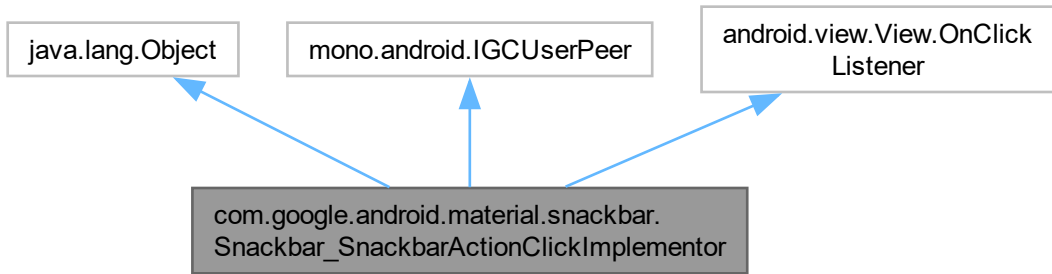 java.lang.Object
mono.android.IGCUserPeer
android.view.View.OnClick
Listener
com.google.android.material.snackbar.
Snackbar_SnackbarActionClickImplementor